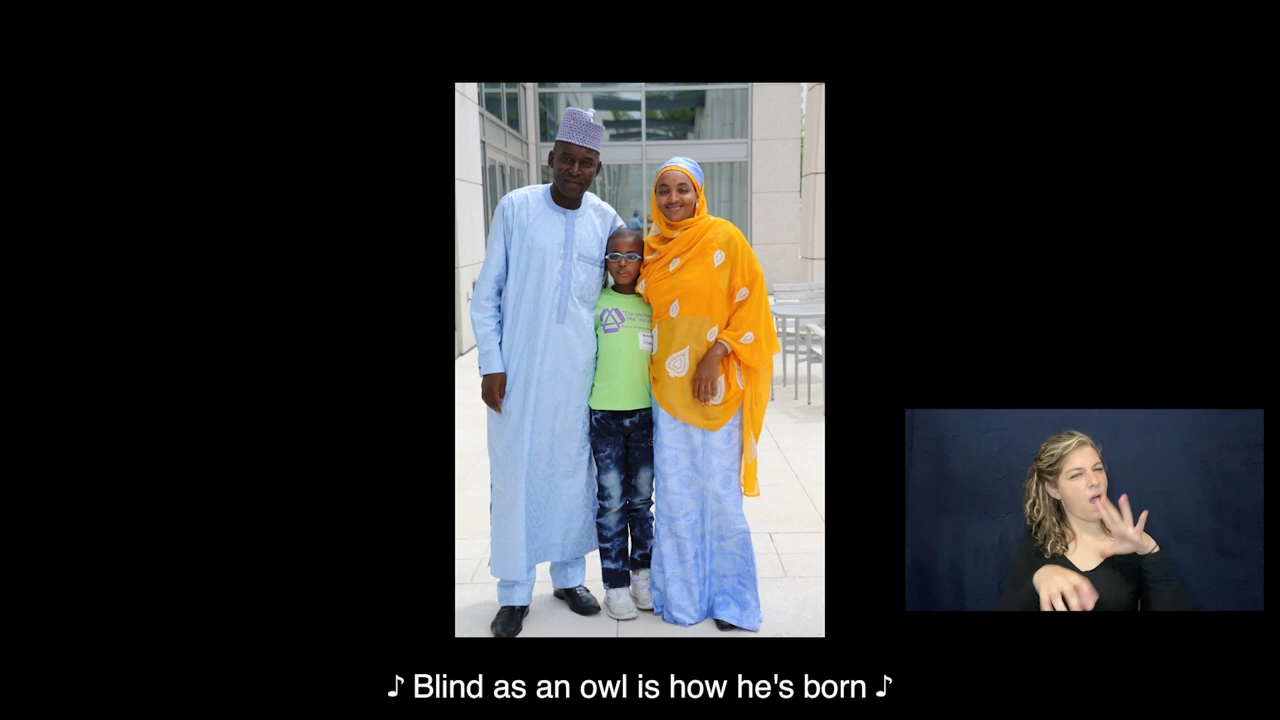 ♪ Blind as an owl is how he's born ♪